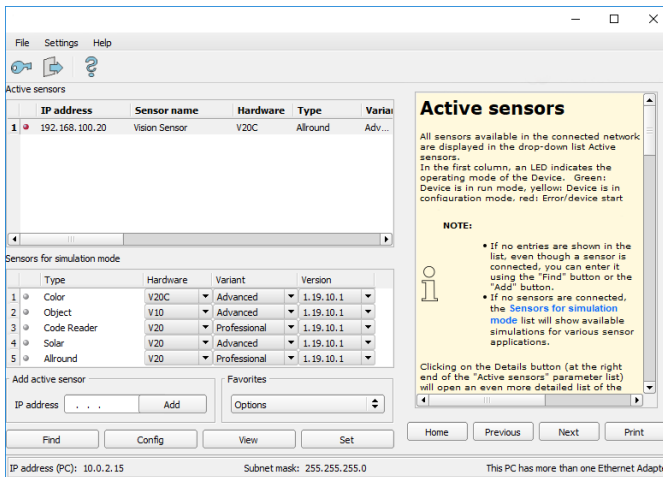 File Settings Help
Active sensors
IP address Sensor name Hardware Type Varia
1 192.168.100.20 Vision Sensor V20C Allround Adv...
Sensors for simulation mode
Type Hardware Variant Version
1 Color V20C Advanced 1.19.10.1
2 Object V10 Advanced 1.19.10.1
3 Code Reader V20 Professional 1.19.10.1
4 Solar V20 Advanced 1.19.10.1
5 Allround V20 Professional 1.19.10.1
Add active sensor
IP address . . . Add
Favorites
Options
Find Config View Set
Active sensors
All sensors available in the connected network
are displayed in the drop-down list Active
sensors.
In the first column, an LED indicates the
operating mode of the Device. Green:
Device is in run mode, yellow: Device is in
configuration mode, red: Error/device start
NOTE:
• If no entries are shown in the
list, even though a sensor is
connected, you can enter it
using the "Find" button or the
"Add" button.
• If no sensors are connected,
the Sensors for simulation
mode list will show available
simulations for various sensor
applications.
Clicking on the Details button (at the right
end of the "Active sensors" parameter list)
will open an even more detailed list of the
Home Previous Next Print
IP address (PC): 10.0.2.15 Subnet mask: 255.255.255.0 This PC has more than one Ethernet Adapte